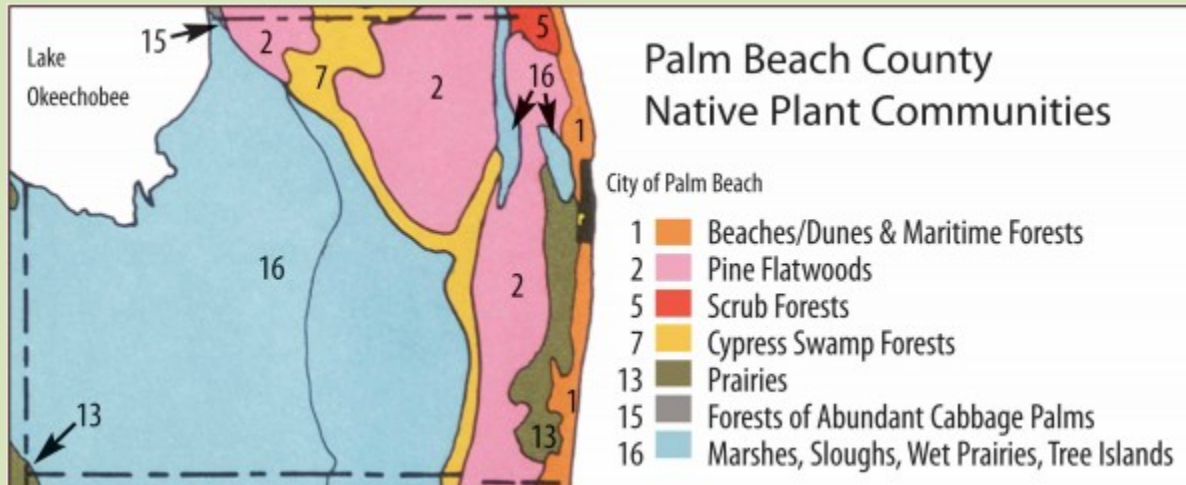 Palm Beach County
Native Plant Communities
City of Palm Beach
1 Beaches/Dunes & Maritime Forests
2 Pine Flatwoods
5 Scrub Forests
7 Cypress Swamp Forests
13 Prairies
15 Forests of Abundant Cabbage Palms
16 Marshes, Sloughs, Wet Prairies, Tree Islands
Lake
Okeechobee
15
2
7
2
5
16
1
16
2
13
1
13